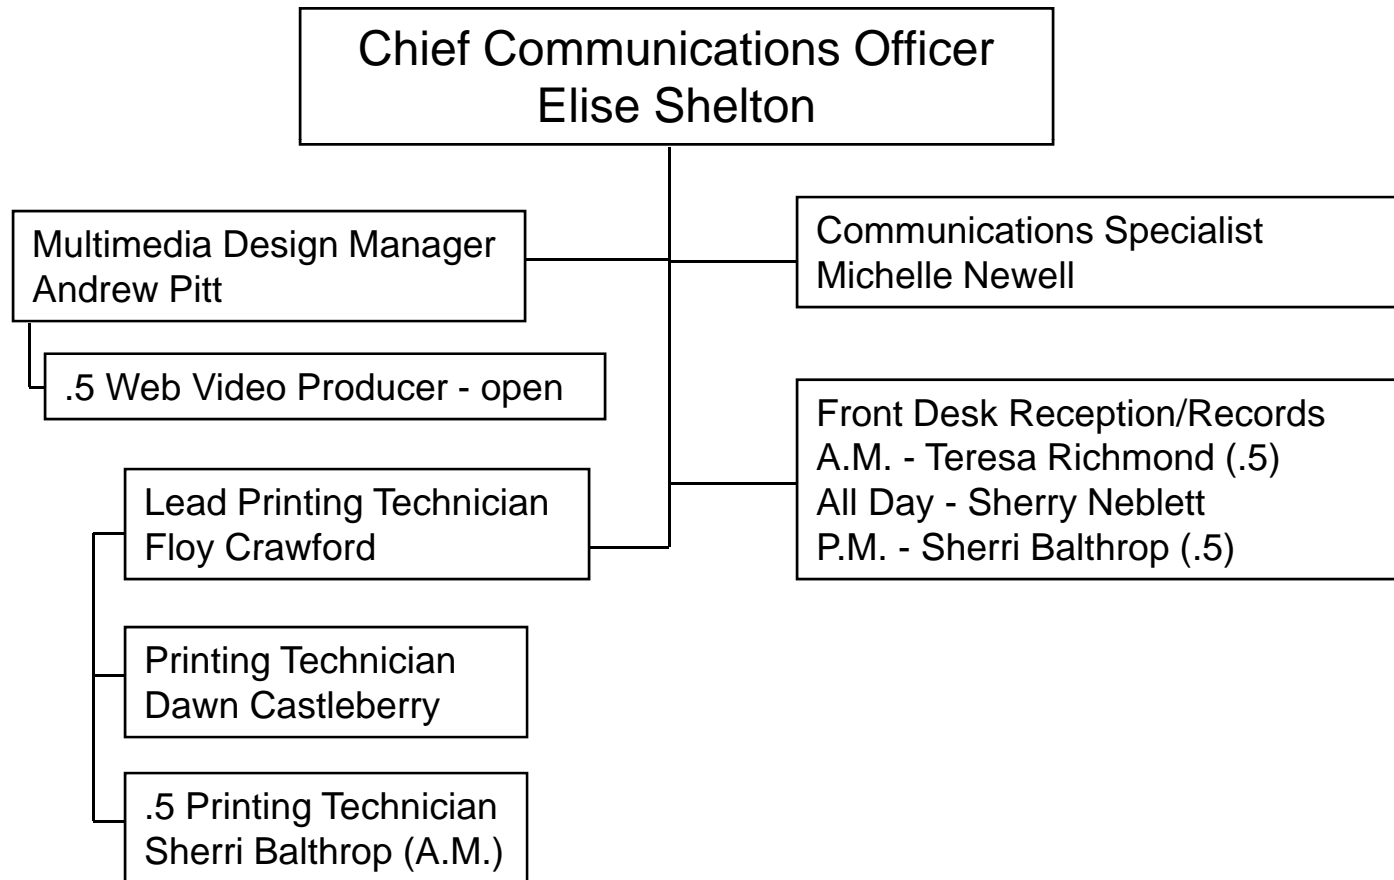 Chief Communications Officer
Elise Shelton
Multimedia Design Manager
Andrew Pitt
.5 Web Video Producer - open
Communications Specialist
Michelle Newell
Front Desk Reception/Records
A.M. - Teresa Richmond (.5)
All Day - Sherry Neblett
P.M. - Sherri Balthrop (.5)
Lead Printing Technician
Floy Crawford
Printing Technician
Dawn Castleberry
.5 Printing Technician
Sherri Balthrop (A.M.)